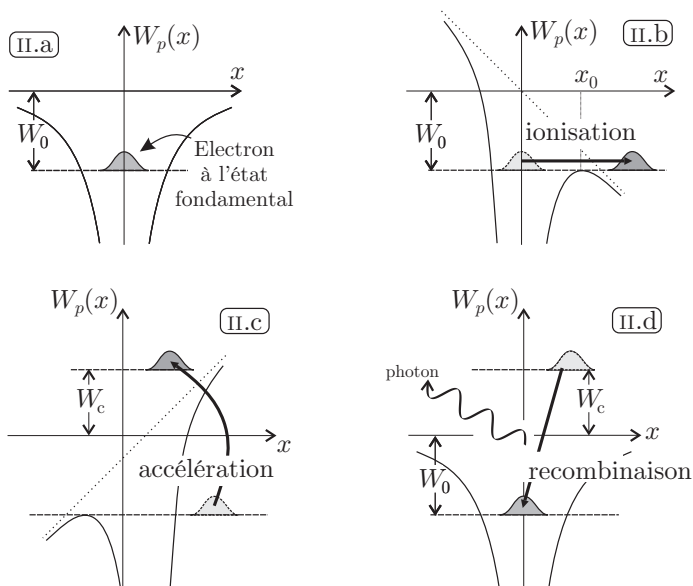 II.a
W_p(x)
x
W_0
Electron
à l'état
fondamental
II.b
W_p(x)
x_0
x
W_0
ionisation
II.c
W_p(x)
W_c
x
accélération
II.d
W_p(x)
photon
W_c
x
W_0
recombinaison